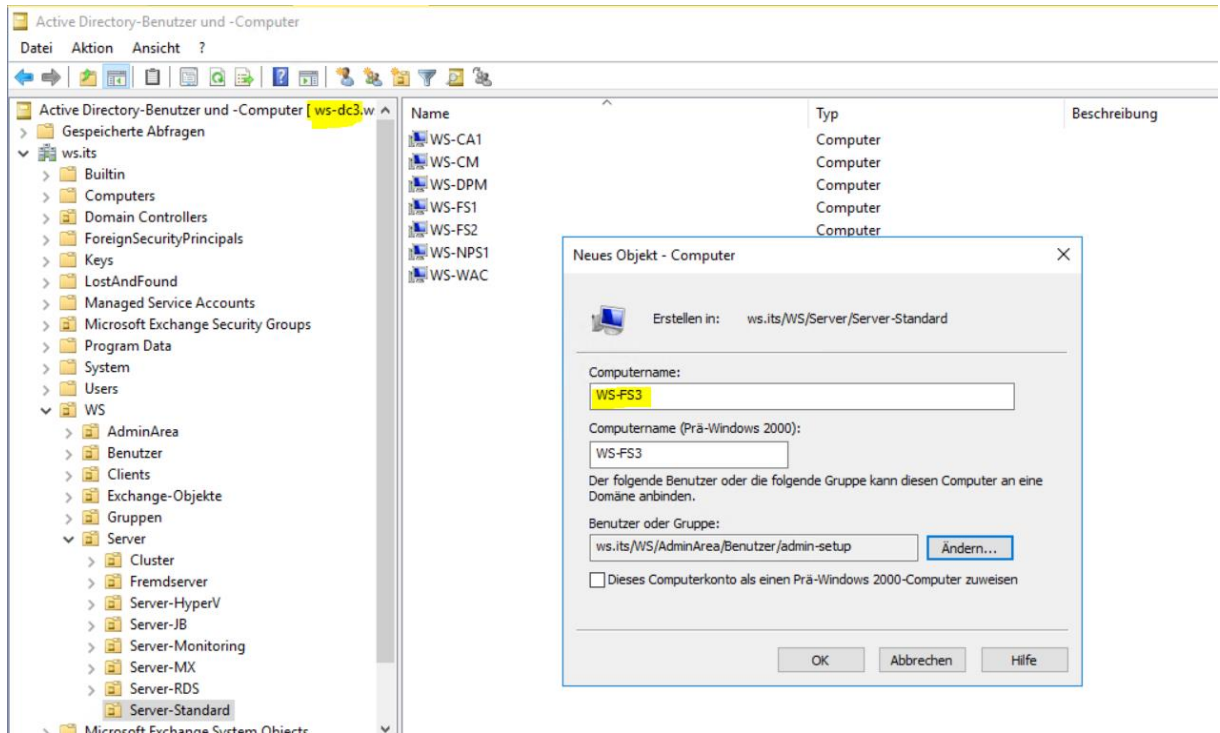 Active Directory-Benutzer und -Computer
Datei Aktion Ansicht ?
Active Directory-Benutzer und -Computer [ ws-dc3.w
Gespeicherte Abfragen
ws.its
Builtin
Computers
Domain Controllers
ForeignSecurityPrincipals
Keys
LostAndFound
Managed Service Accounts
Microsoft Exchange Security Groups
Program Data
System
Users
WS
AdminArea
Benutzer
Clients
Exchange-Objekte
Gruppen
Server
Cluster
Fremdserver
Server-HyperV
Server-JB
Server-Monitoring
Server-MX
Server-RDS
Server-Standard
Microsoft Exchange System Objects
Name Typ Beschreibung
WS-CA1 Computer
WS-CM Computer
WS-DPM Computer
WS-FS1 Computer
WS-FS2 Computer
WS-NPS1
WS-WAC
Neues Objekt - Computer
Erstellen in: ws.its/WS/Server/Server-Standard
Computername:
WS-FS3
Computername (Prä-Windows 2000):
WS-FS3
Der folgende Benutzer oder die folgende Gruppe kann diesen Computer an eine
Domäne anbinden.
Benutzer oder Gruppe:
ws.its/WS/AdminArea/Benutzer/admin-setup Ändern...
Dieses Computerkonto als einen Prä-Windows 2000-Computer zuweisen
OK Abbrechen Hilfe